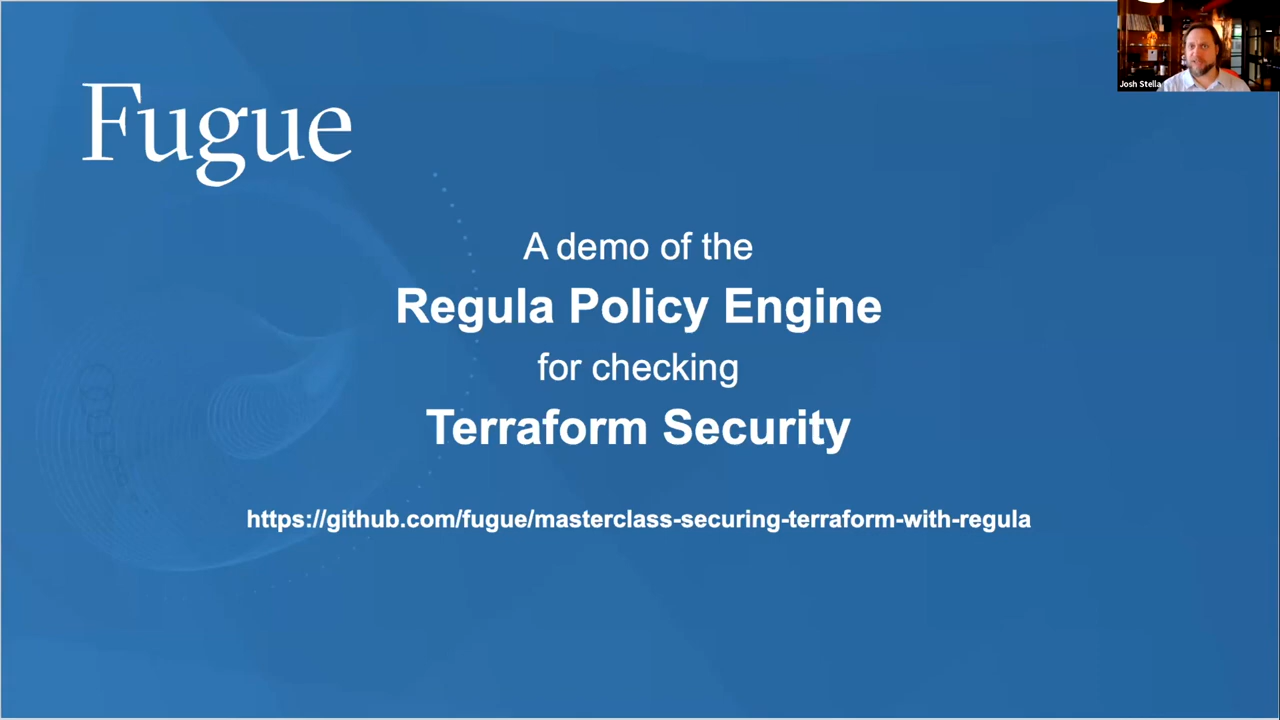 Fugue
Josh Stella
A demo of the
Regula Policy Engine
for checking
Terraform Security
https://github.com/fugue/masterclass-securing-terraform-with-regula